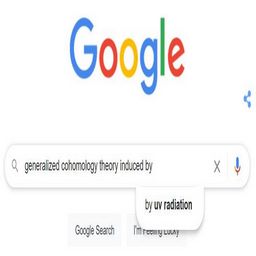 Google
generalized cohomology theory induced by
by uv radiation
Google Search I'm Feeling Lucky